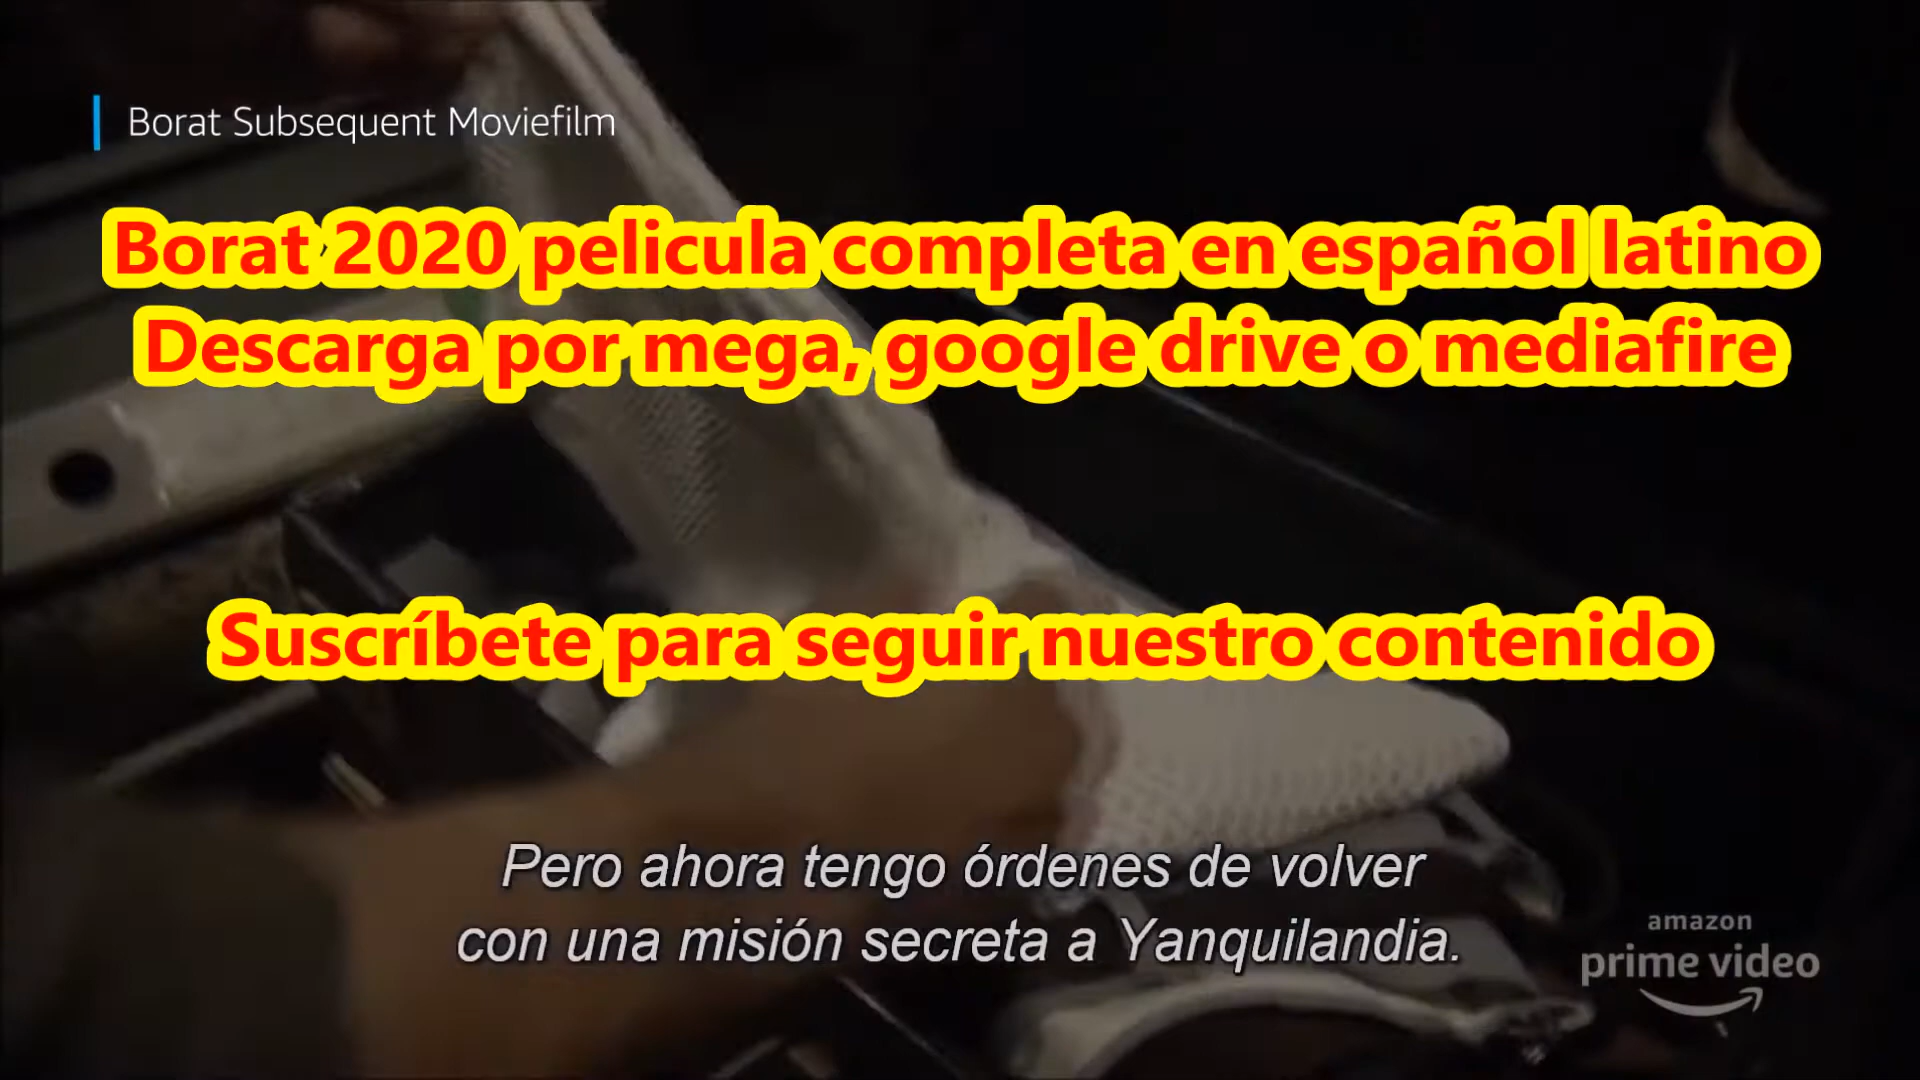 Borat Subsequent Moviefilm
Borat 2020 pelicula completa en español latino
Descarga por mega, google drive o mediafire
Suscríbete para seguir nuestro contenido
Pero ahora tengo órdenes de volver
con una misión secreta a Yanquilandia.
amazon
prime video